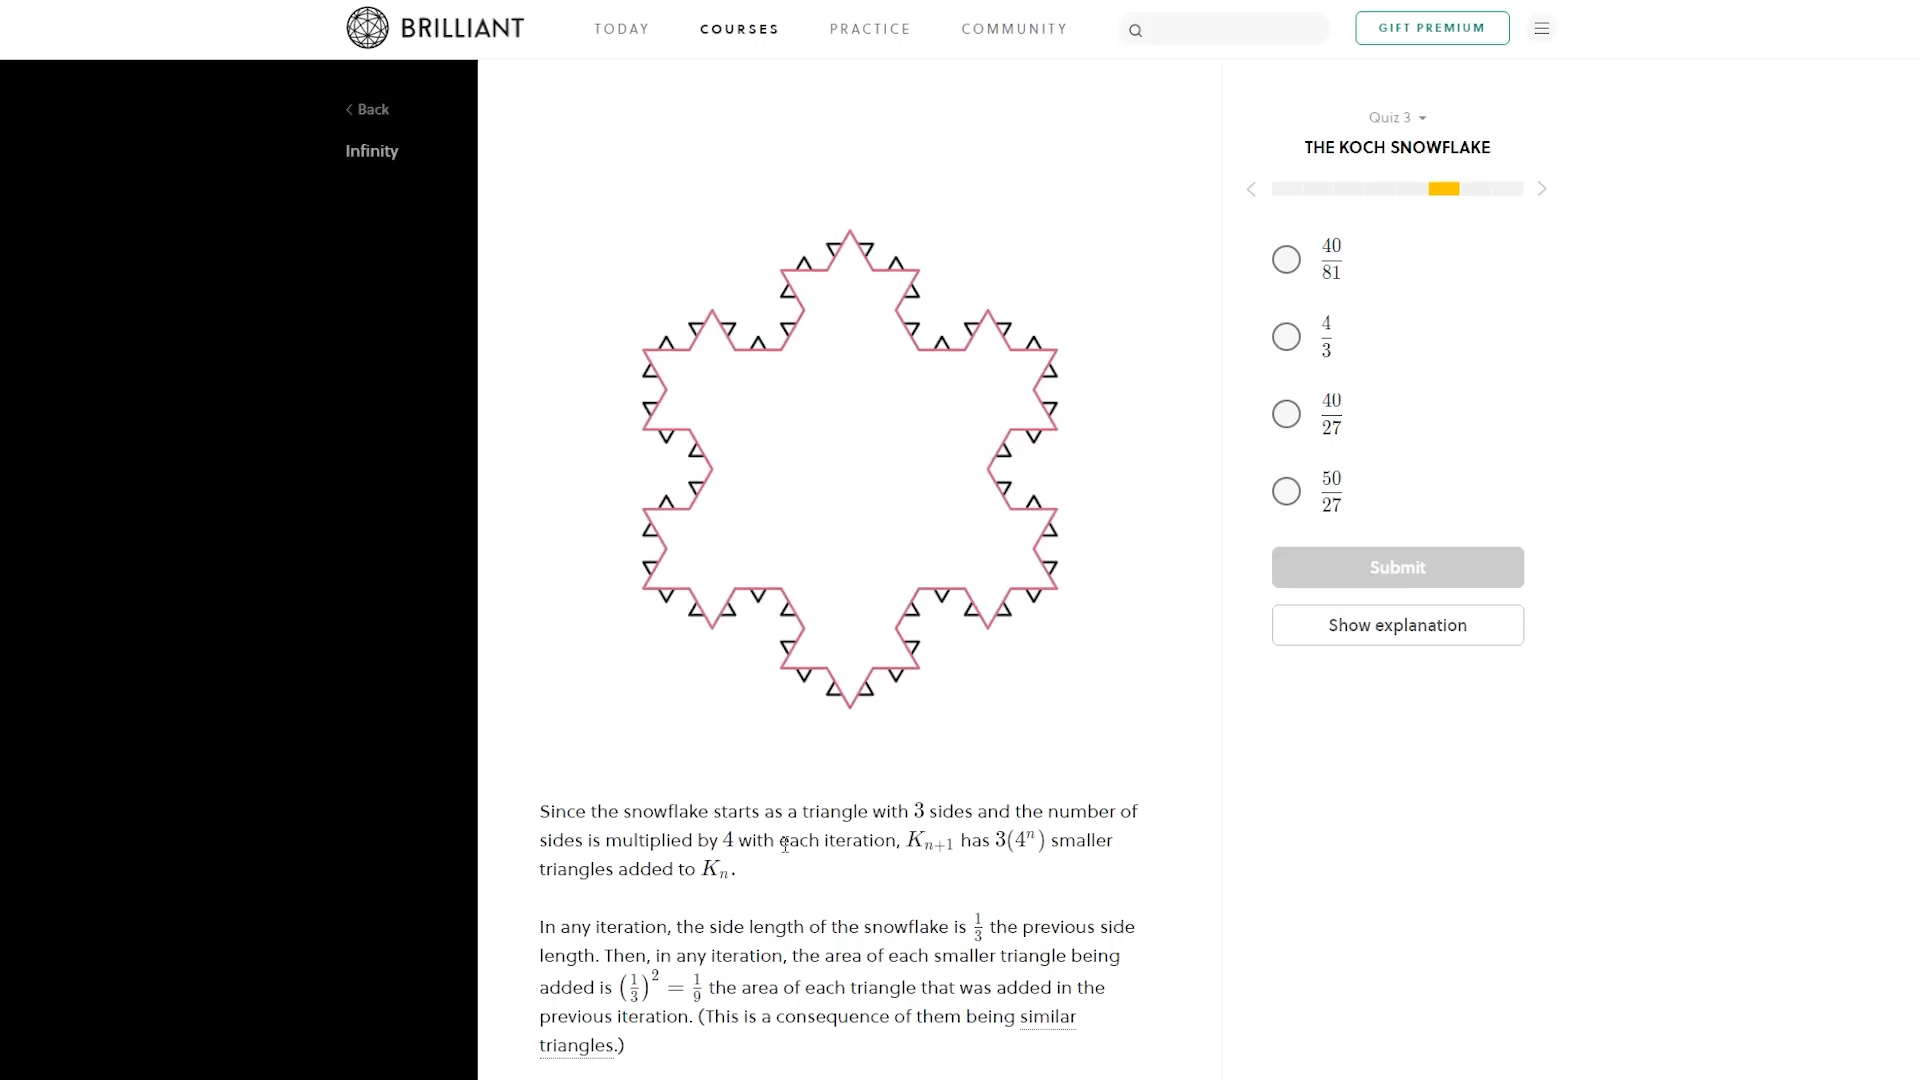 BRILLIANT
TODAY
COURSES
PRACTICE
COMMUNITY
GIFT PREMIUM
< Back
Infinity
Since the snowflake starts as a triangle with 3 sides and the number of
sides is multiplied by 4 with each iteration, Kₙ₊₁ has 3(4ⁿ) smaller
triangles added to Kₙ.
In any iteration, the side length of the snowflake is 1/3 the previous side
length. Then, in any iteration, the area of each smaller triangle being
added is (1/3)² = 1/9 the area of each triangle that was added in the
previous iteration. (This is a consequence of them being similar
triangles.)
Quiz 3
THE KOCH SNOWFLAKE
40/81
4/3
40/27
50/27
Submit
Show explanation